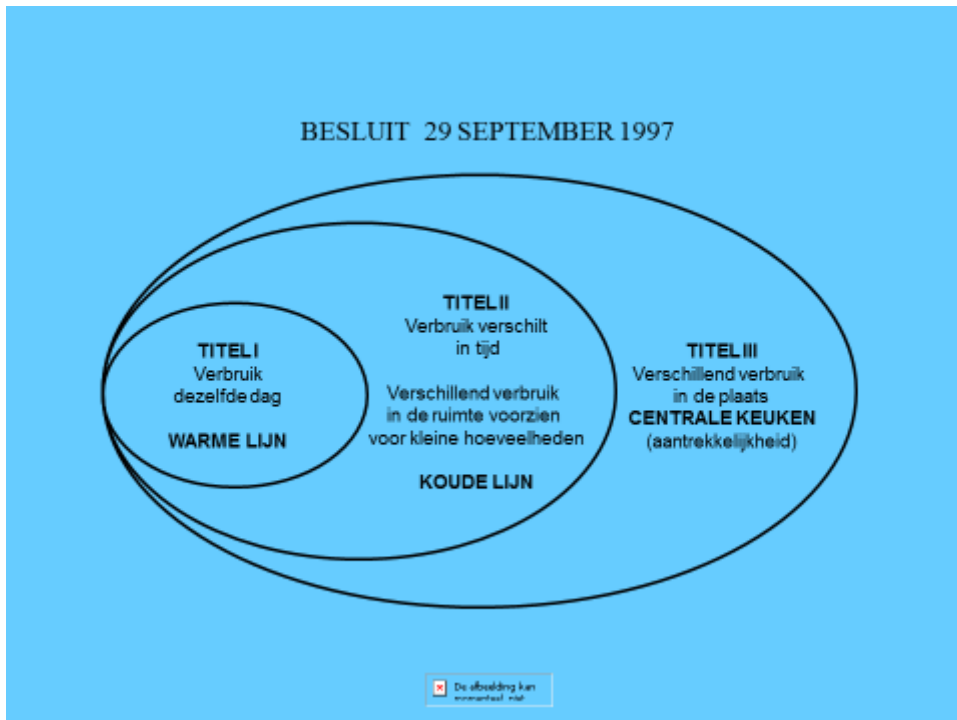 BESLUIT 29 SEPTEMBER 1997
TITEL I
Verbruik
dezelfde dag
WARME LIJN
TITEL II
Verbruik verschilt
in tijd
Verschillend verbruik
in de ruimte voorzien
voor kleine hoeveelheden
KOUDE LIJN
TITEL III
Verschillend verbruik
in de plaats
CENTRALE KEUKEN
(aantrekkelijkheid)
De afbeelding kan
momenteel niet